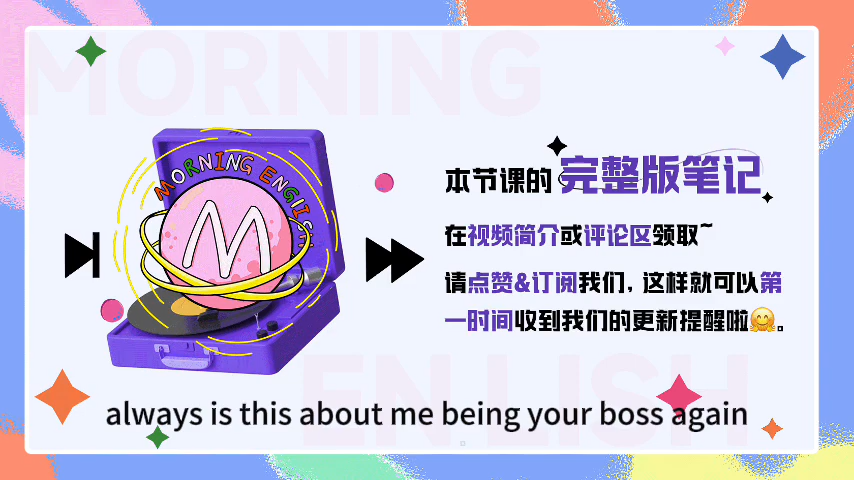 MORNING
MORNING ENGLISH
M
本节课的 完整版笔记
在视频简介或评论区领取~
请点赞&订阅我们，这样就可以第
一时间收到我们的更新提醒啦🤗。
EN LISH
always is this about me being your boss again